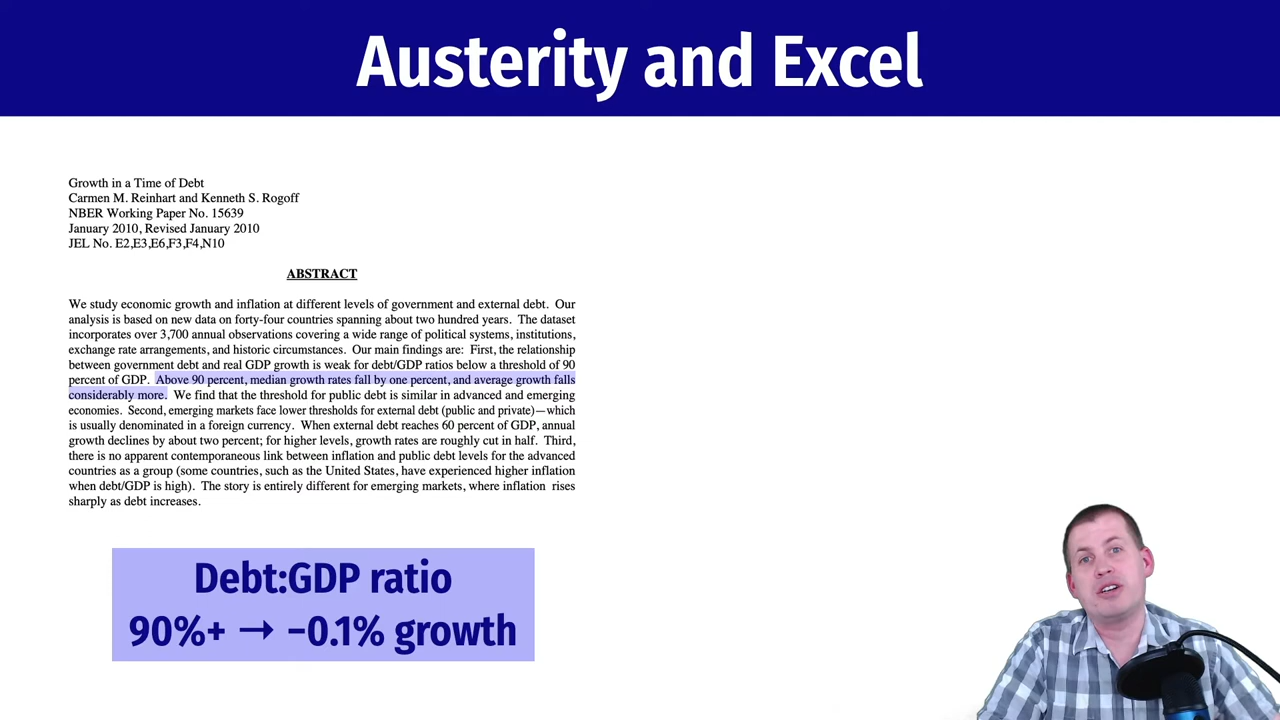 Austerity and Excel
Growth in a Time of Debt
Carmen M. Reinhart and Kenneth S. Rogoff
NBER Working Paper No. 15639
January 2010, Revised January 2010
JEL No. E2,E3,E6,F3,F4,N10
ABSTRACT
We study economic growth and inflation at different levels of government and external debt. Our
analysis is based on new data on forty-four countries spanning about two hundred years. The dataset
incorporates over 3,700 annual observations covering a wide range of political systems, institutions,
exchange rate arrangements, and historic circumstances. Our main findings are: First, the relationship
between government debt and real GDP growth is weak for debt/GDP ratios below a threshold of 90
percent of GDP. Above 90 percent, median growth rates fall by one percent, and average growth falls
considerably more. We find that the threshold for public debt is similar in advanced and emerging
economies. Second, emerging markets face lower thresholds for external debt (public and private)—which
is usually denominated in a foreign currency. When external debt reaches 60 percent of GDP, annual
growth declines by about two percent; for higher levels, growth rates are roughly cut in half. Third,
there is no apparent contemporaneous link between inflation and public debt levels for the advanced
countries as a group (some countries, such as the United States, have experienced higher inflation
when debt/GDP is high). The story is entirely different for emerging markets, where inflation rises
sharply as debt increases.
Debt:GDP ratio
90%+ → −0.1% growth